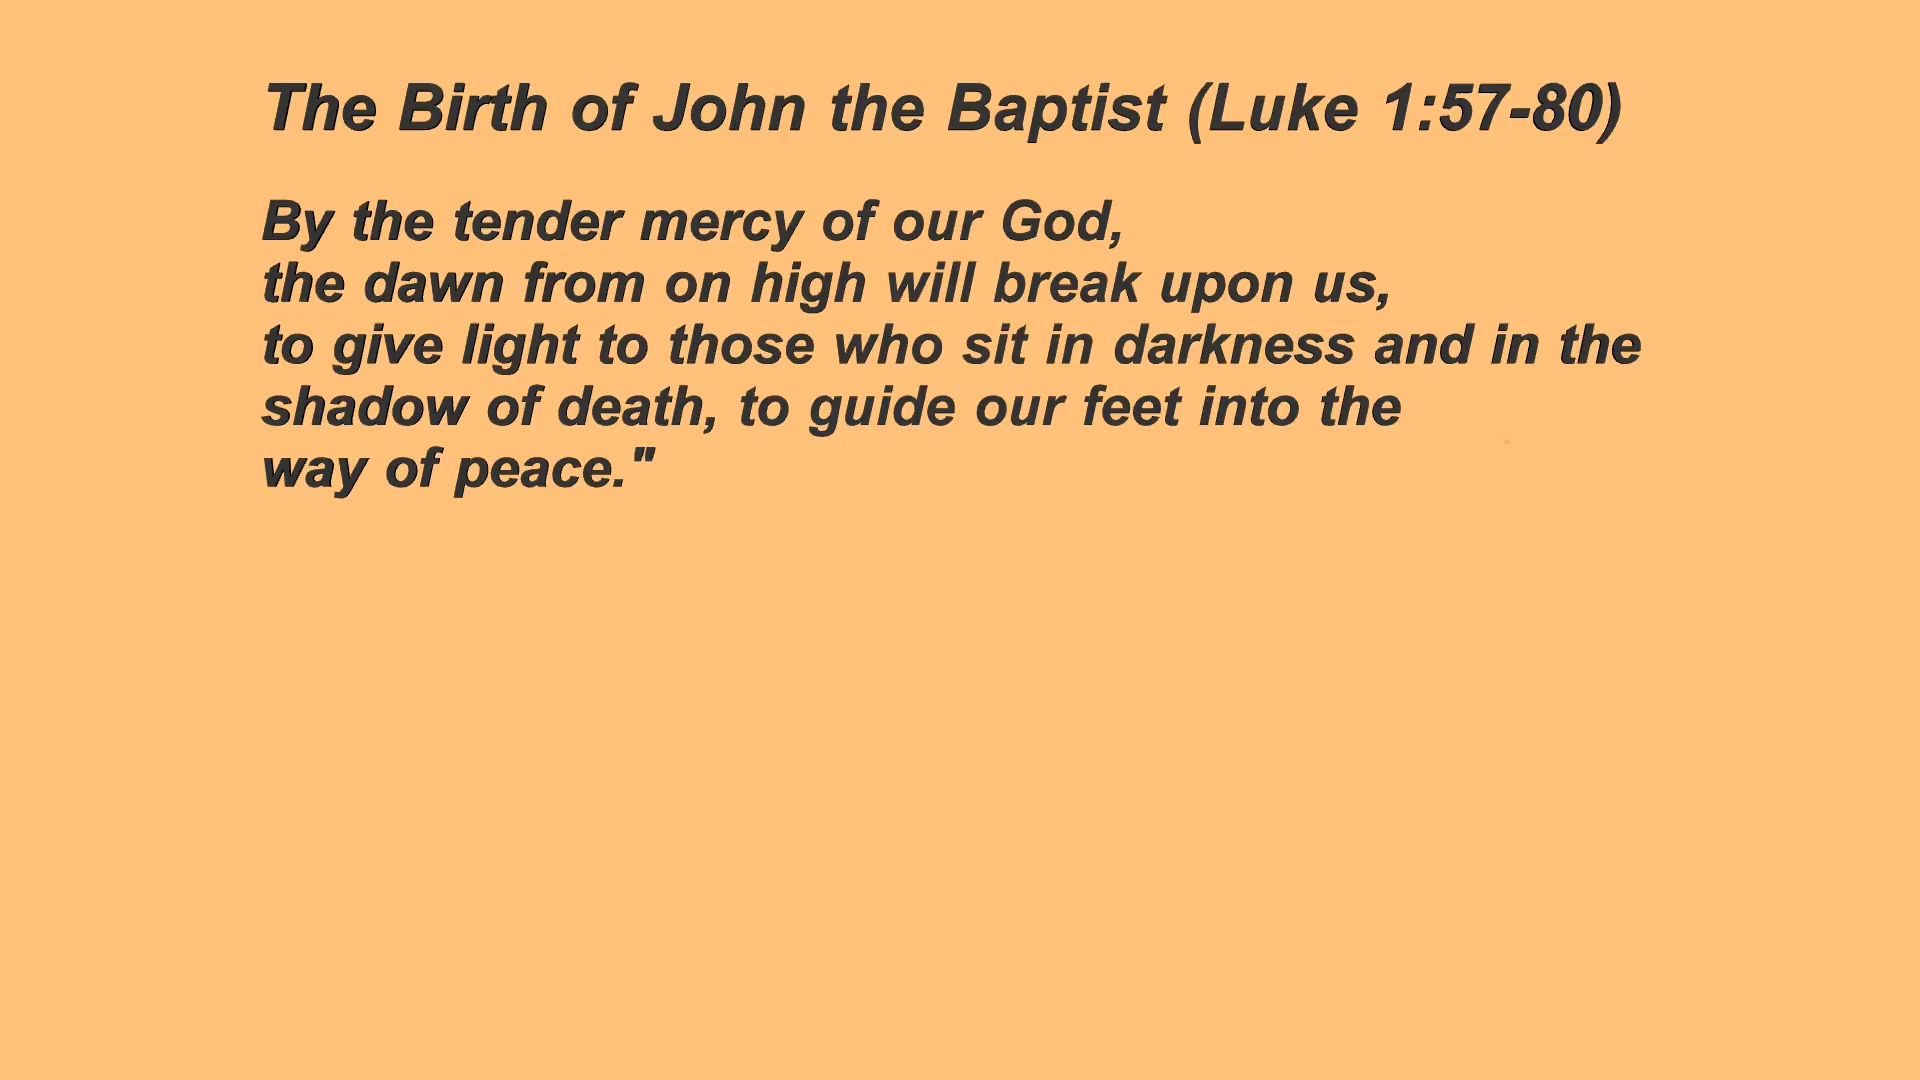 The Birth of John the Baptist (Luke 1:57-80)
By the tender mercy of our God,
the dawn from on high will break upon us,
to give light to those who sit in darkness and in the
shadow of death, to guide our feet into the
way of peace."